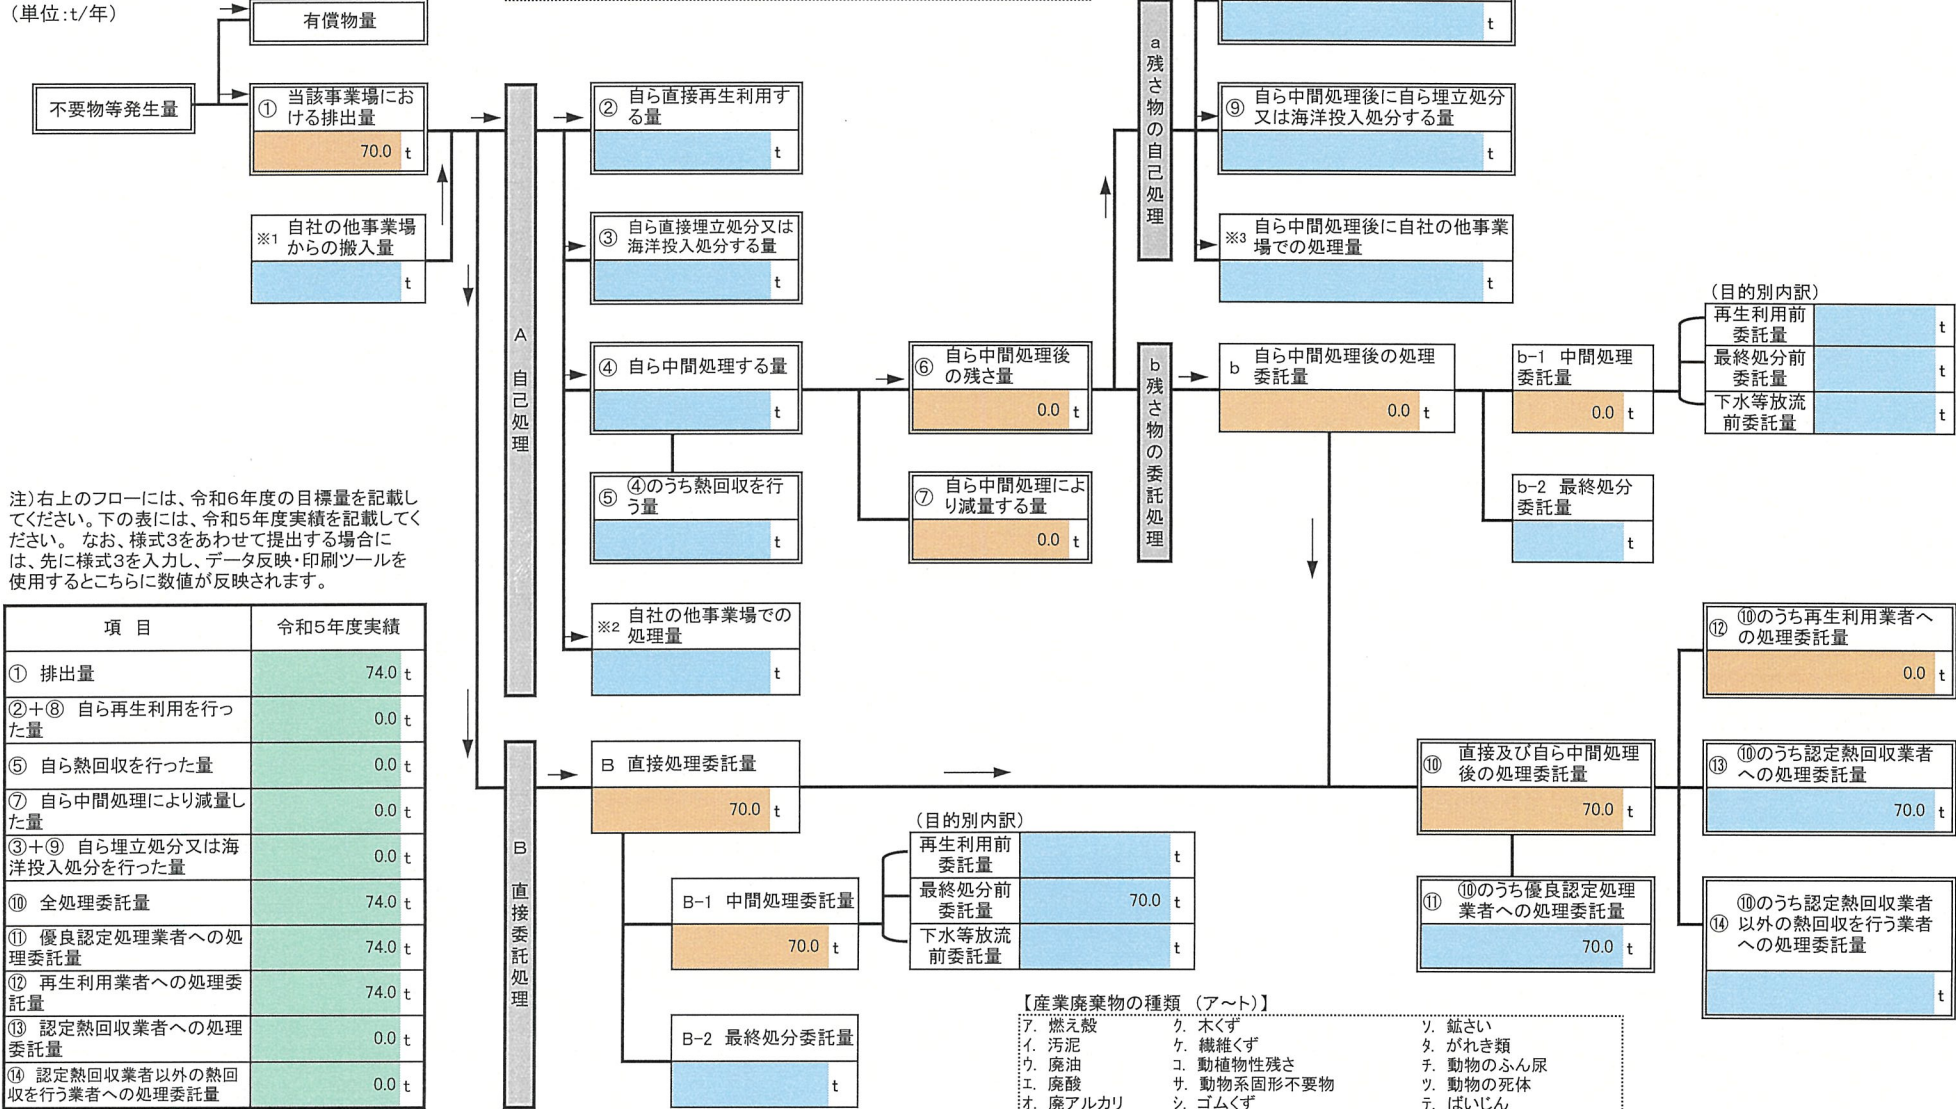 (単位:t/年)
有償物量
不要物等発生量
① 当該事業場にお
ける排出量
70.0 t
※1 自社の他事業場
からの搬入量
t
A 自己処理
② 自ら直接再生利用す
る量
t
③ 自ら直接埋立処分又は
海洋投入処分する量
t
④ 自ら中間処理する量
t
⑤ ④のうち熱回収を行
う量
t
※2 自社の他事業場での
処理量
t
⑥ 自ら中間処理後
の残さ量
0.0 t
⑦ 自ら中間処理によ
り減量する量
0.0 t
a 残さ物の自己処理
t
⑨ 自ら中間処理後に自ら埋立処分
又は海洋投入処分する量
t
※3 自ら中間処理後に自社の他事業
場での処理量
t
b 残さ物の委託処理
b 自ら中間処理後の処理
委託量
0.0 t
b-1 中間処理
委託量
0.0 t
b-2 最終処分
委託量
t
(目的別内訳)
再生利用前
委託量
t
最終処分前
委託量
t
下水等放流
前委託量
t
注)右上のフローには、令和6年度の目標量を記載し
てください。下の表には、令和5年度実績を記載してく
ださい。 なお、様式3をあわせて提出する場合に
は、先に様式3を入力し、データ反映・印刷ツールを
使用するとこちらに数値が反映されます。
項 目 令和5年度実績
① 排出量 74.0 t
②+⑧ 自ら再生利用を行っ
た量 0.0 t
⑤ 自ら熱回収を行った量 0.0 t
⑦ 自ら中間処理により減量し
た量 0.0 t
③+⑨ 自ら埋立処分又は海
洋投入処分を行った量 0.0 t
⑩ 全処理委託量 74.0 t
⑪ 優良認定処理業者への処
理委託量 74.0 t
⑫ 再生利用業者への処理委
託量 74.0 t
⑬ 認定熱回収業者への処理
委託量 0.0 t
⑭ 認定熱回収業者以外の熱回
収を行う業者への処理委託量 0.0 t
B 直接委託処理
B 直接処理委託量
70.0 t
B-1 中間処理委託量
70.0 t
B-2 最終処分委託量
t
(目的別内訳)
再生利用前
委託量
t
最終処分前
委託量
70.0 t
下水等放流
前委託量
t
⑩ 直接及び自ら中間処理
後の処理委託量
70.0 t
⑪ ⑩のうち優良認定処理
業者への処理委託量
70.0 t
⑫ ⑩のうち再生利用業者へ
の処理委託量
0.0 t
⑬ ⑩のうち認定熱回収業者
への処理委託量
70.0 t
⑭ ⑩のうち認定熱回収業者
以外の熱回収を行う業者
への処理委託量
t
【産業廃棄物の種類 (ア~ト)】
ア. 燃え殻 ク. 木くず ソ. 鉱さい
イ. 汚泥 ケ. 繊維くず タ. がれき類
ウ. 廃油 コ. 動植物性残さ チ. 動物のふん尿
エ. 廃酸 サ. 動物系固形不要物 ツ. 動物の死体
オ. 廃アルカリ シ. ゴムくず テ. ばいじん